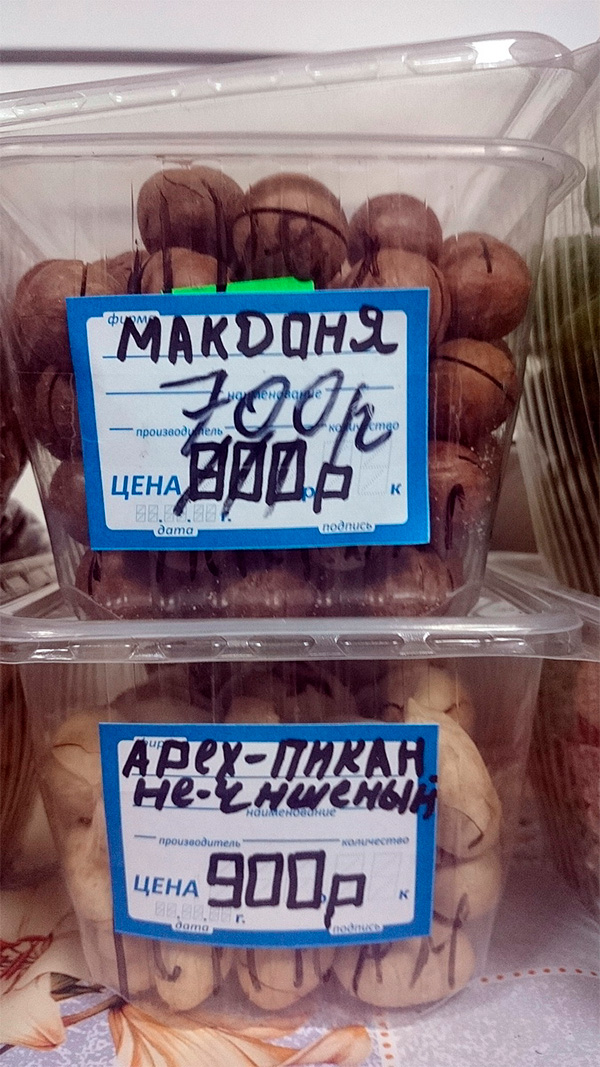 фирма
МАКДОНЯ
наименование
700р
производитель количество
ЦЕНА 800р к
г.
дата подпись
АРех-ПИКАН
не-чишеный
наименование
производитель количество
ЦЕНА 900р к
г.
дата подпись